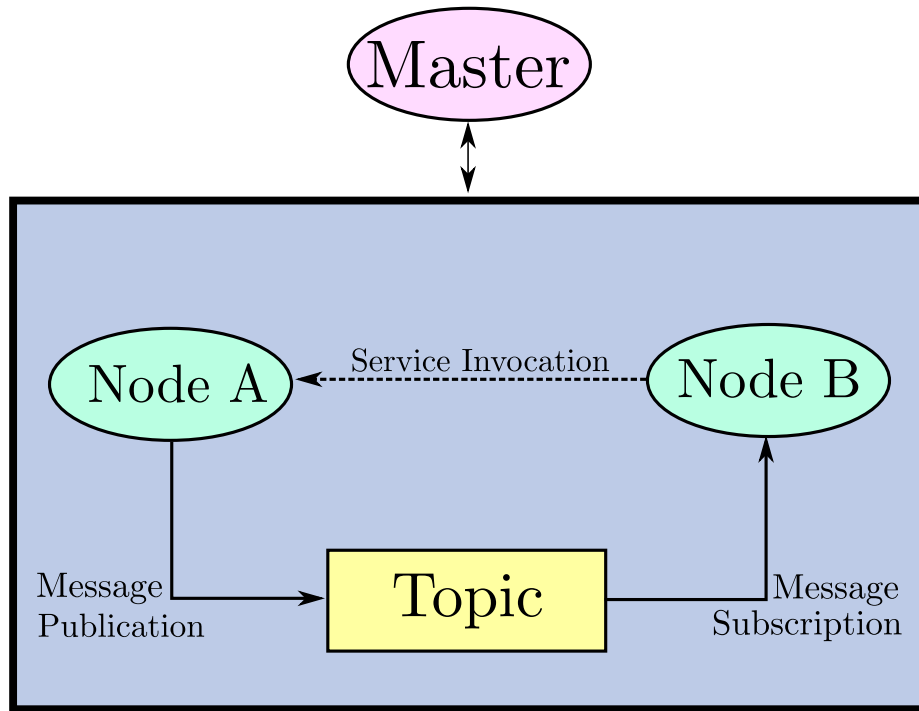 Master
Service Invocation
Node A
Node B
Topic
Message
Publication
Message
Subscription